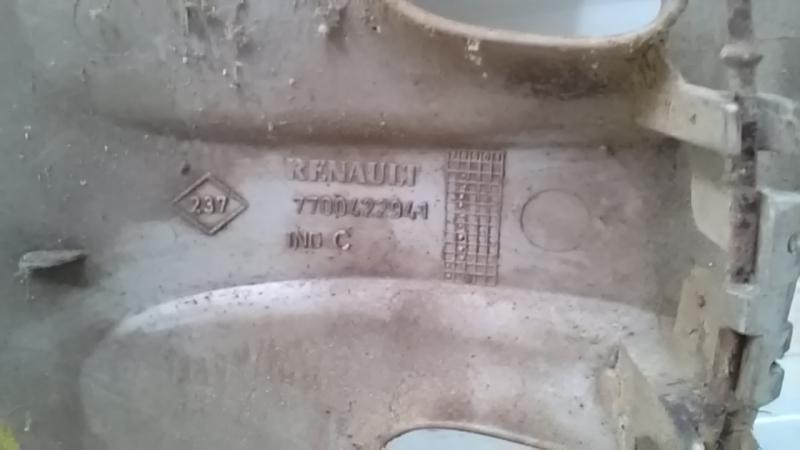 237
RENAULT
7700422941
IND C